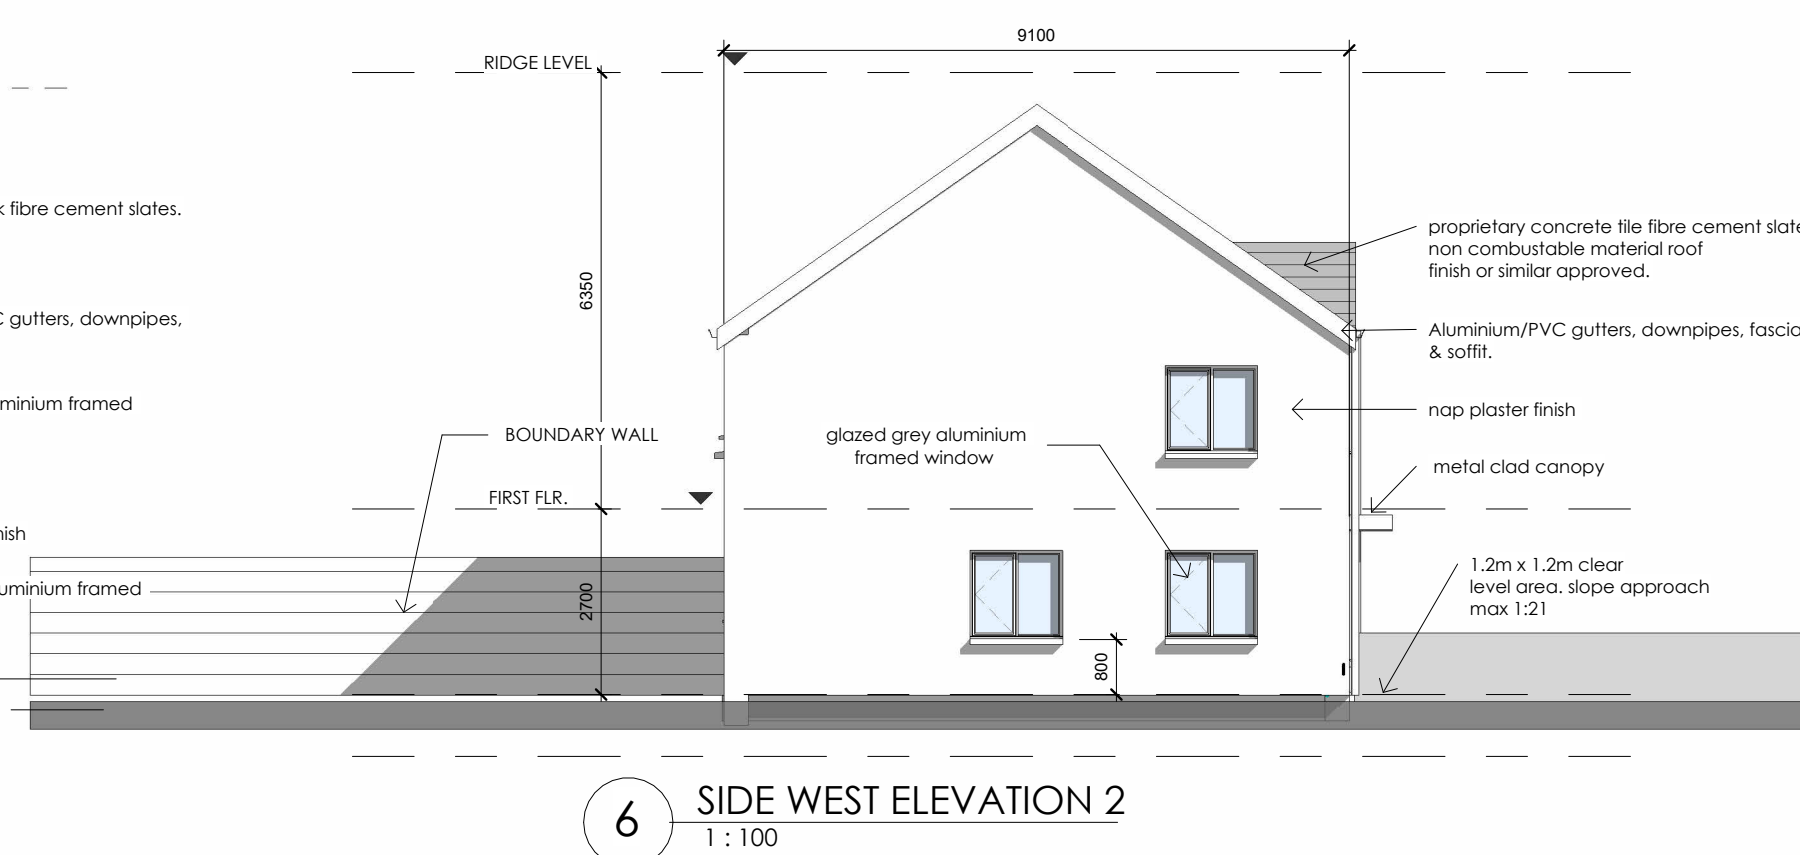 9100
RIDGE LEVEL
fibre cement slates.
proprietary concrete tile fibre cement slate
non combustable material roof
finish or similar approved.
6350
gutters, downpipes,
Aluminium/PVC gutters, downpipes, fascia
& soffit.
framed
nap plaster finish
BOUNDARY WALL
glazed grey aluminium
framed window
metal clad canopy
FIRST FLR.
framed
2700
1.2m x 1.2m clear
level area. slope approach
max 1:21
800
6
SIDE WEST ELEVATION 2
1 : 100